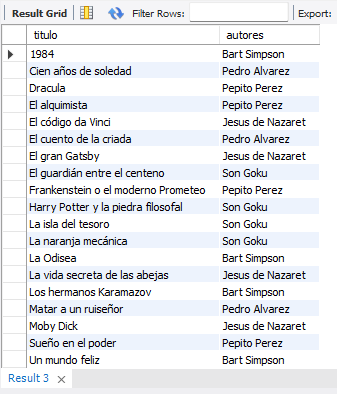 Result Grid Filter Rows: Export:
titulo autores
1984 Bart Simpson
Cien años de soledad Pedro Alvarez
Dracula Pepito Perez
El alquimista Pepito Perez
El código da Vinci Jesus de Nazaret
El cuento de la criada Pedro Alvarez
El gran Gatsby Jesus de Nazaret
El guardián entre el centeno Son Goku
Frankenstein o el moderno Prometeo Pepito Perez
Harry Potter y la piedra filosofal Son Goku
La isla del tesoro Son Goku
La naranja mecánica Son Goku
La Odisea Bart Simpson
La vida secreta de las abejas Jesus de Nazaret
Los hermanos Karamazov Bart Simpson
Matar a un ruiseñor Pedro Alvarez
Moby Dick Jesus de Nazaret
Sueño en el poder Pepito Perez
Un mundo feliz Bart Simpson
Result 3